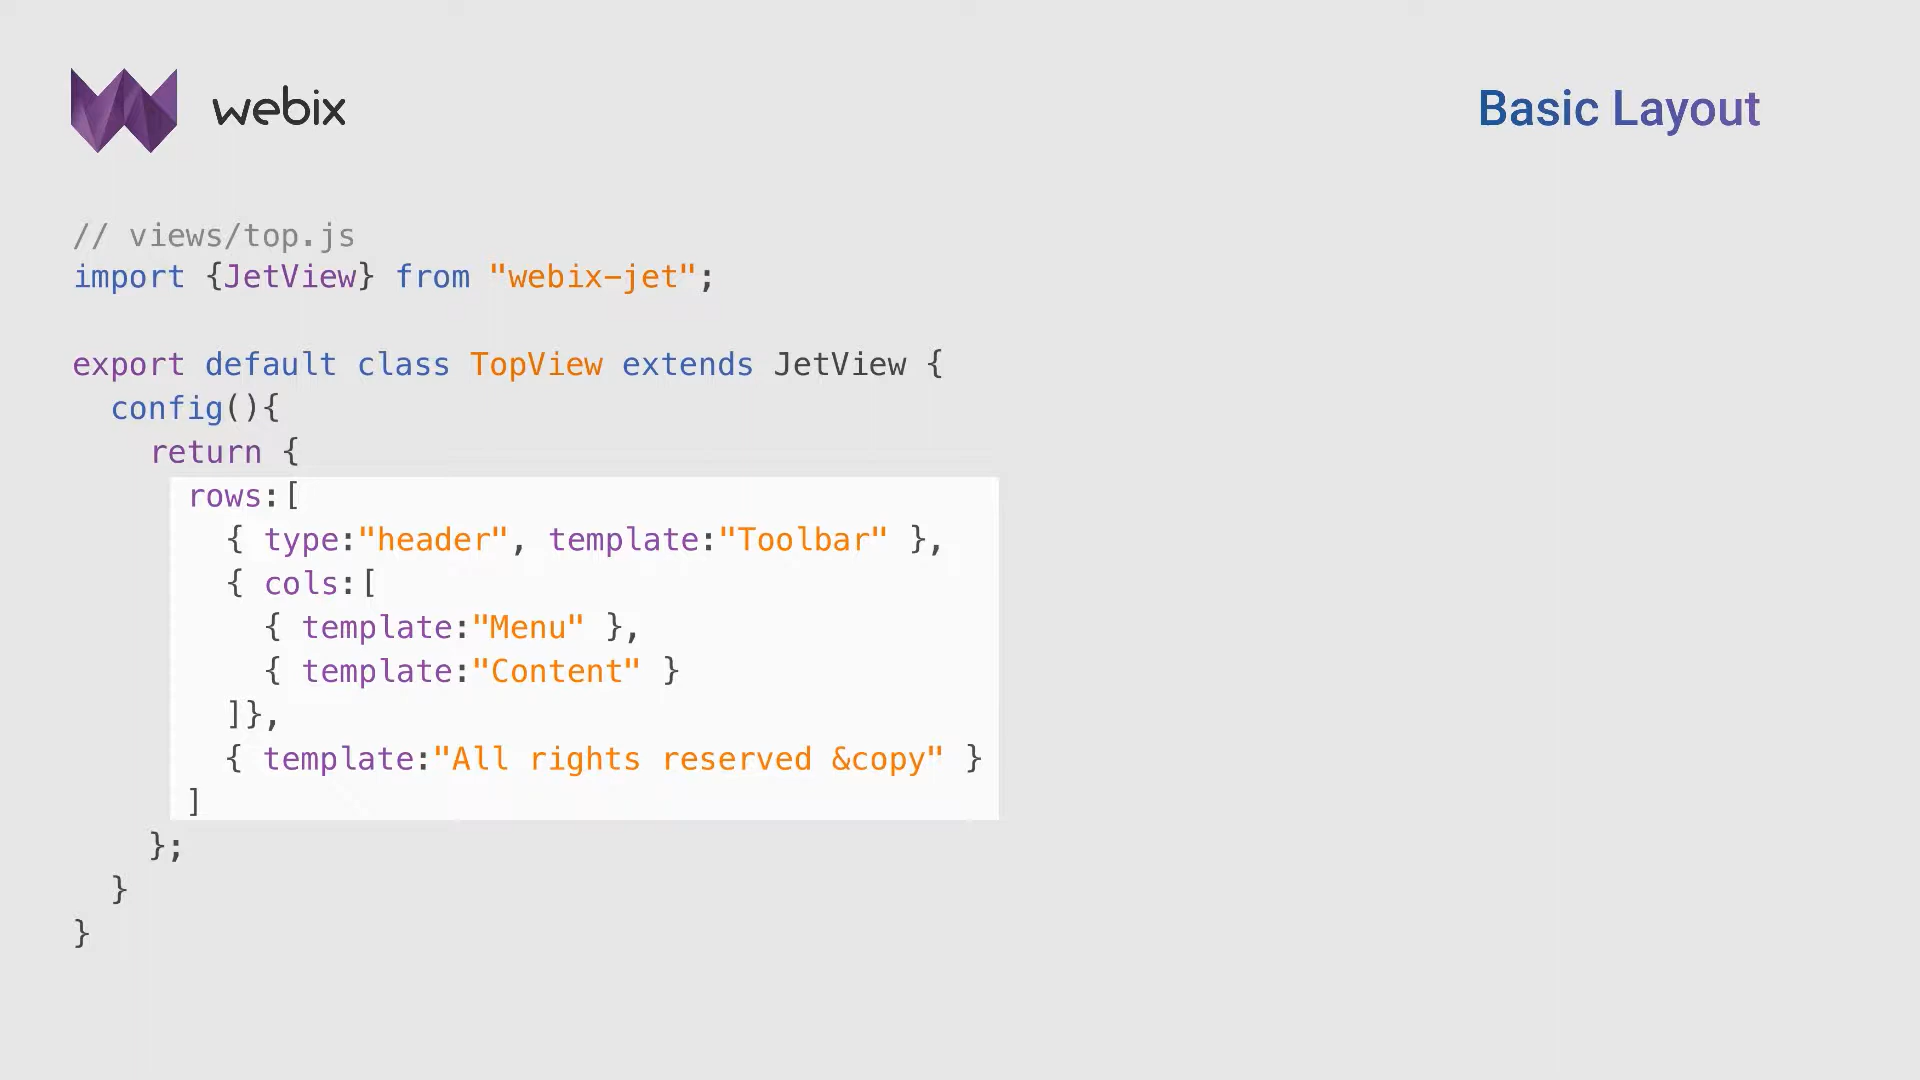 webix
Basic Layout
// views/top.js
import {JetView} from "webix-jet";
export default class TopView extends JetView {
config(){
return {
rows:[
{ type:"header", template:"Toolbar" },
{ cols:[
{ template:"Menu" },
{ template:"Content" }
]},
{ template:"All rights reserved &copy" }
]
};
}
}